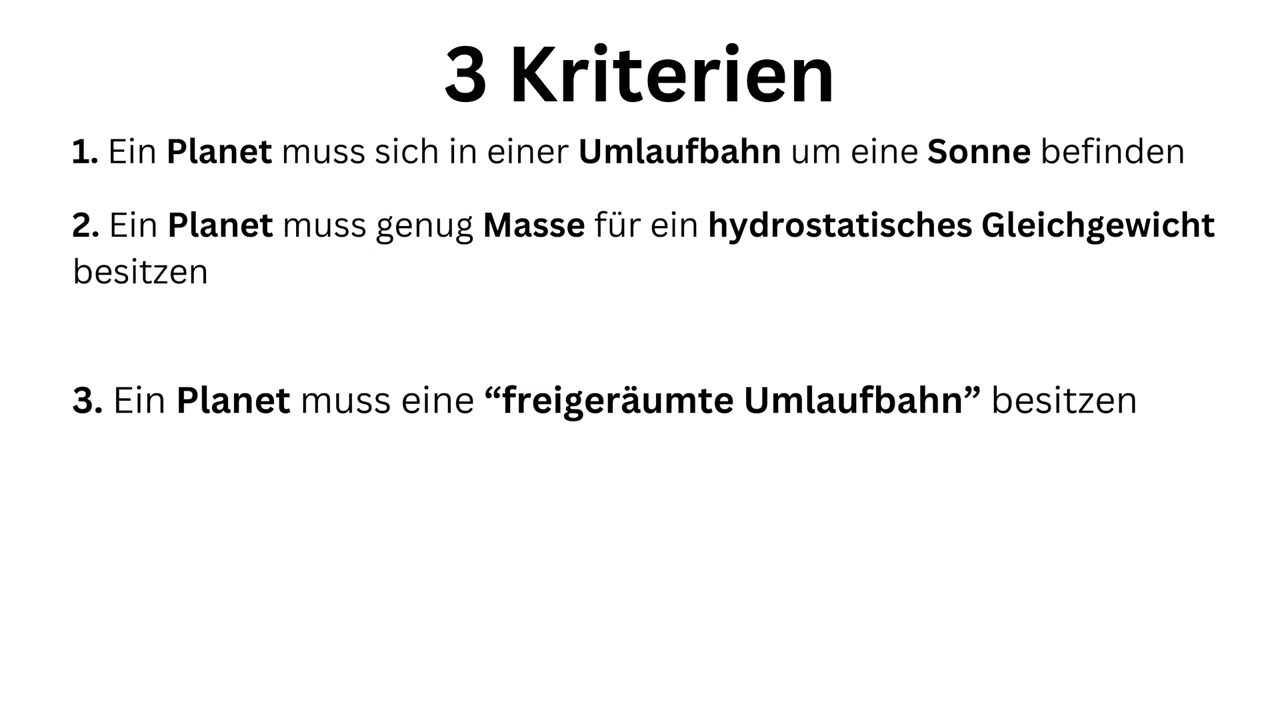 3 Kriterien
1. Ein Planet muss sich in einer Umlaufbahn um eine Sonne befinden
2. Ein Planet muss genug Masse für ein hydrostatisches Gleichgewicht
besitzen
3. Ein Planet muss eine “freigeräumte Umlaufbahn” besitzen